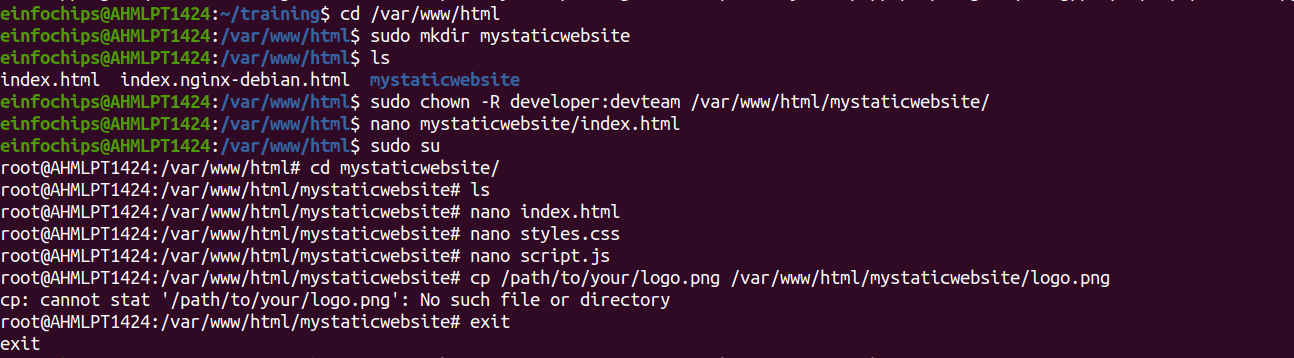 einfochips@AHMLPT1424:~/training$ cd /var/www/html
einfochips@AHMLPT1424:/var/www/html$ sudo mkdir mystaticwebsite
einfochips@AHMLPT1424:/var/www/html$ ls
index.html  index.nginx-debian.html  mystaticwebsite
einfochips@AHMLPT1424:/var/www/html$ sudo chown -R developer:devteam /var/www/html/mystaticwebsite/
einfochips@AHMLPT1424:/var/www/html$ nano mystaticwebsite/index.html
einfochips@AHMLPT1424:/var/www/html$ sudo su
root@AHMLPT1424:/var/www/html# cd mystaticwebsite/
root@AHMLPT1424:/var/www/html/mystaticwebsite# ls
root@AHMLPT1424:/var/www/html/mystaticwebsite# nano index.html
root@AHMLPT1424:/var/www/html/mystaticwebsite# nano styles.css
root@AHMLPT1424:/var/www/html/mystaticwebsite# nano script.js
root@AHMLPT1424:/var/www/html/mystaticwebsite# cp /path/to/your/logo.png /var/www/html/mystaticwebsite/logo.png
cp: cannot stat '/path/to/your/logo.png': No such file or directory
root@AHMLPT1424:/var/www/html/mystaticwebsite# exit
exit